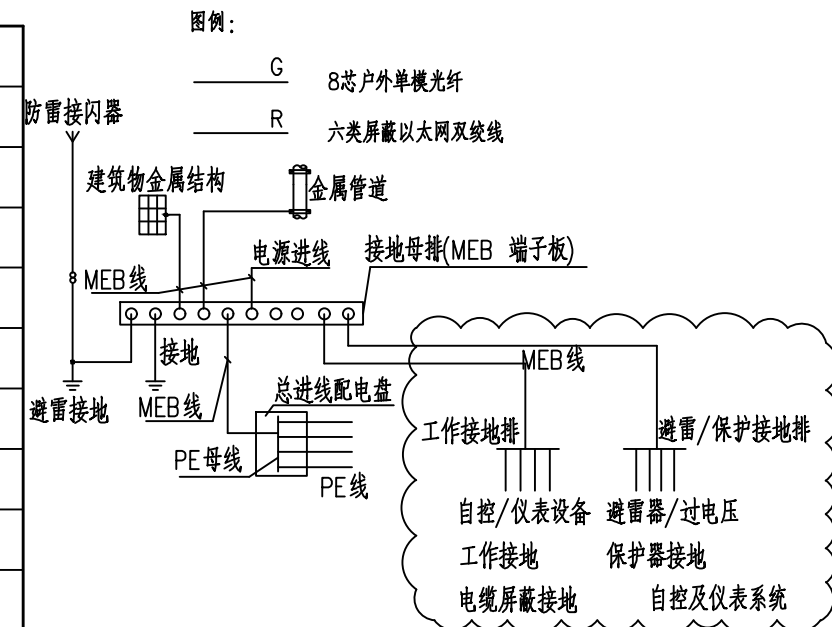 图例:
G
8芯户外单模光纤
防雷接闪器
R
六类屏蔽以太网双绞线
建筑物金属结构
金属管道
电源进线
接地母排(MEB 端子板)
MEB线
接地
MEB线
总进线配电盘
避雷接地
MEB线
工作接地排
避雷/保护接地排
PE母线
PE线
自控/仪表设备
避雷器/过电压
工作接地
保护器接地
电缆屏蔽接地
自控及仪表系统